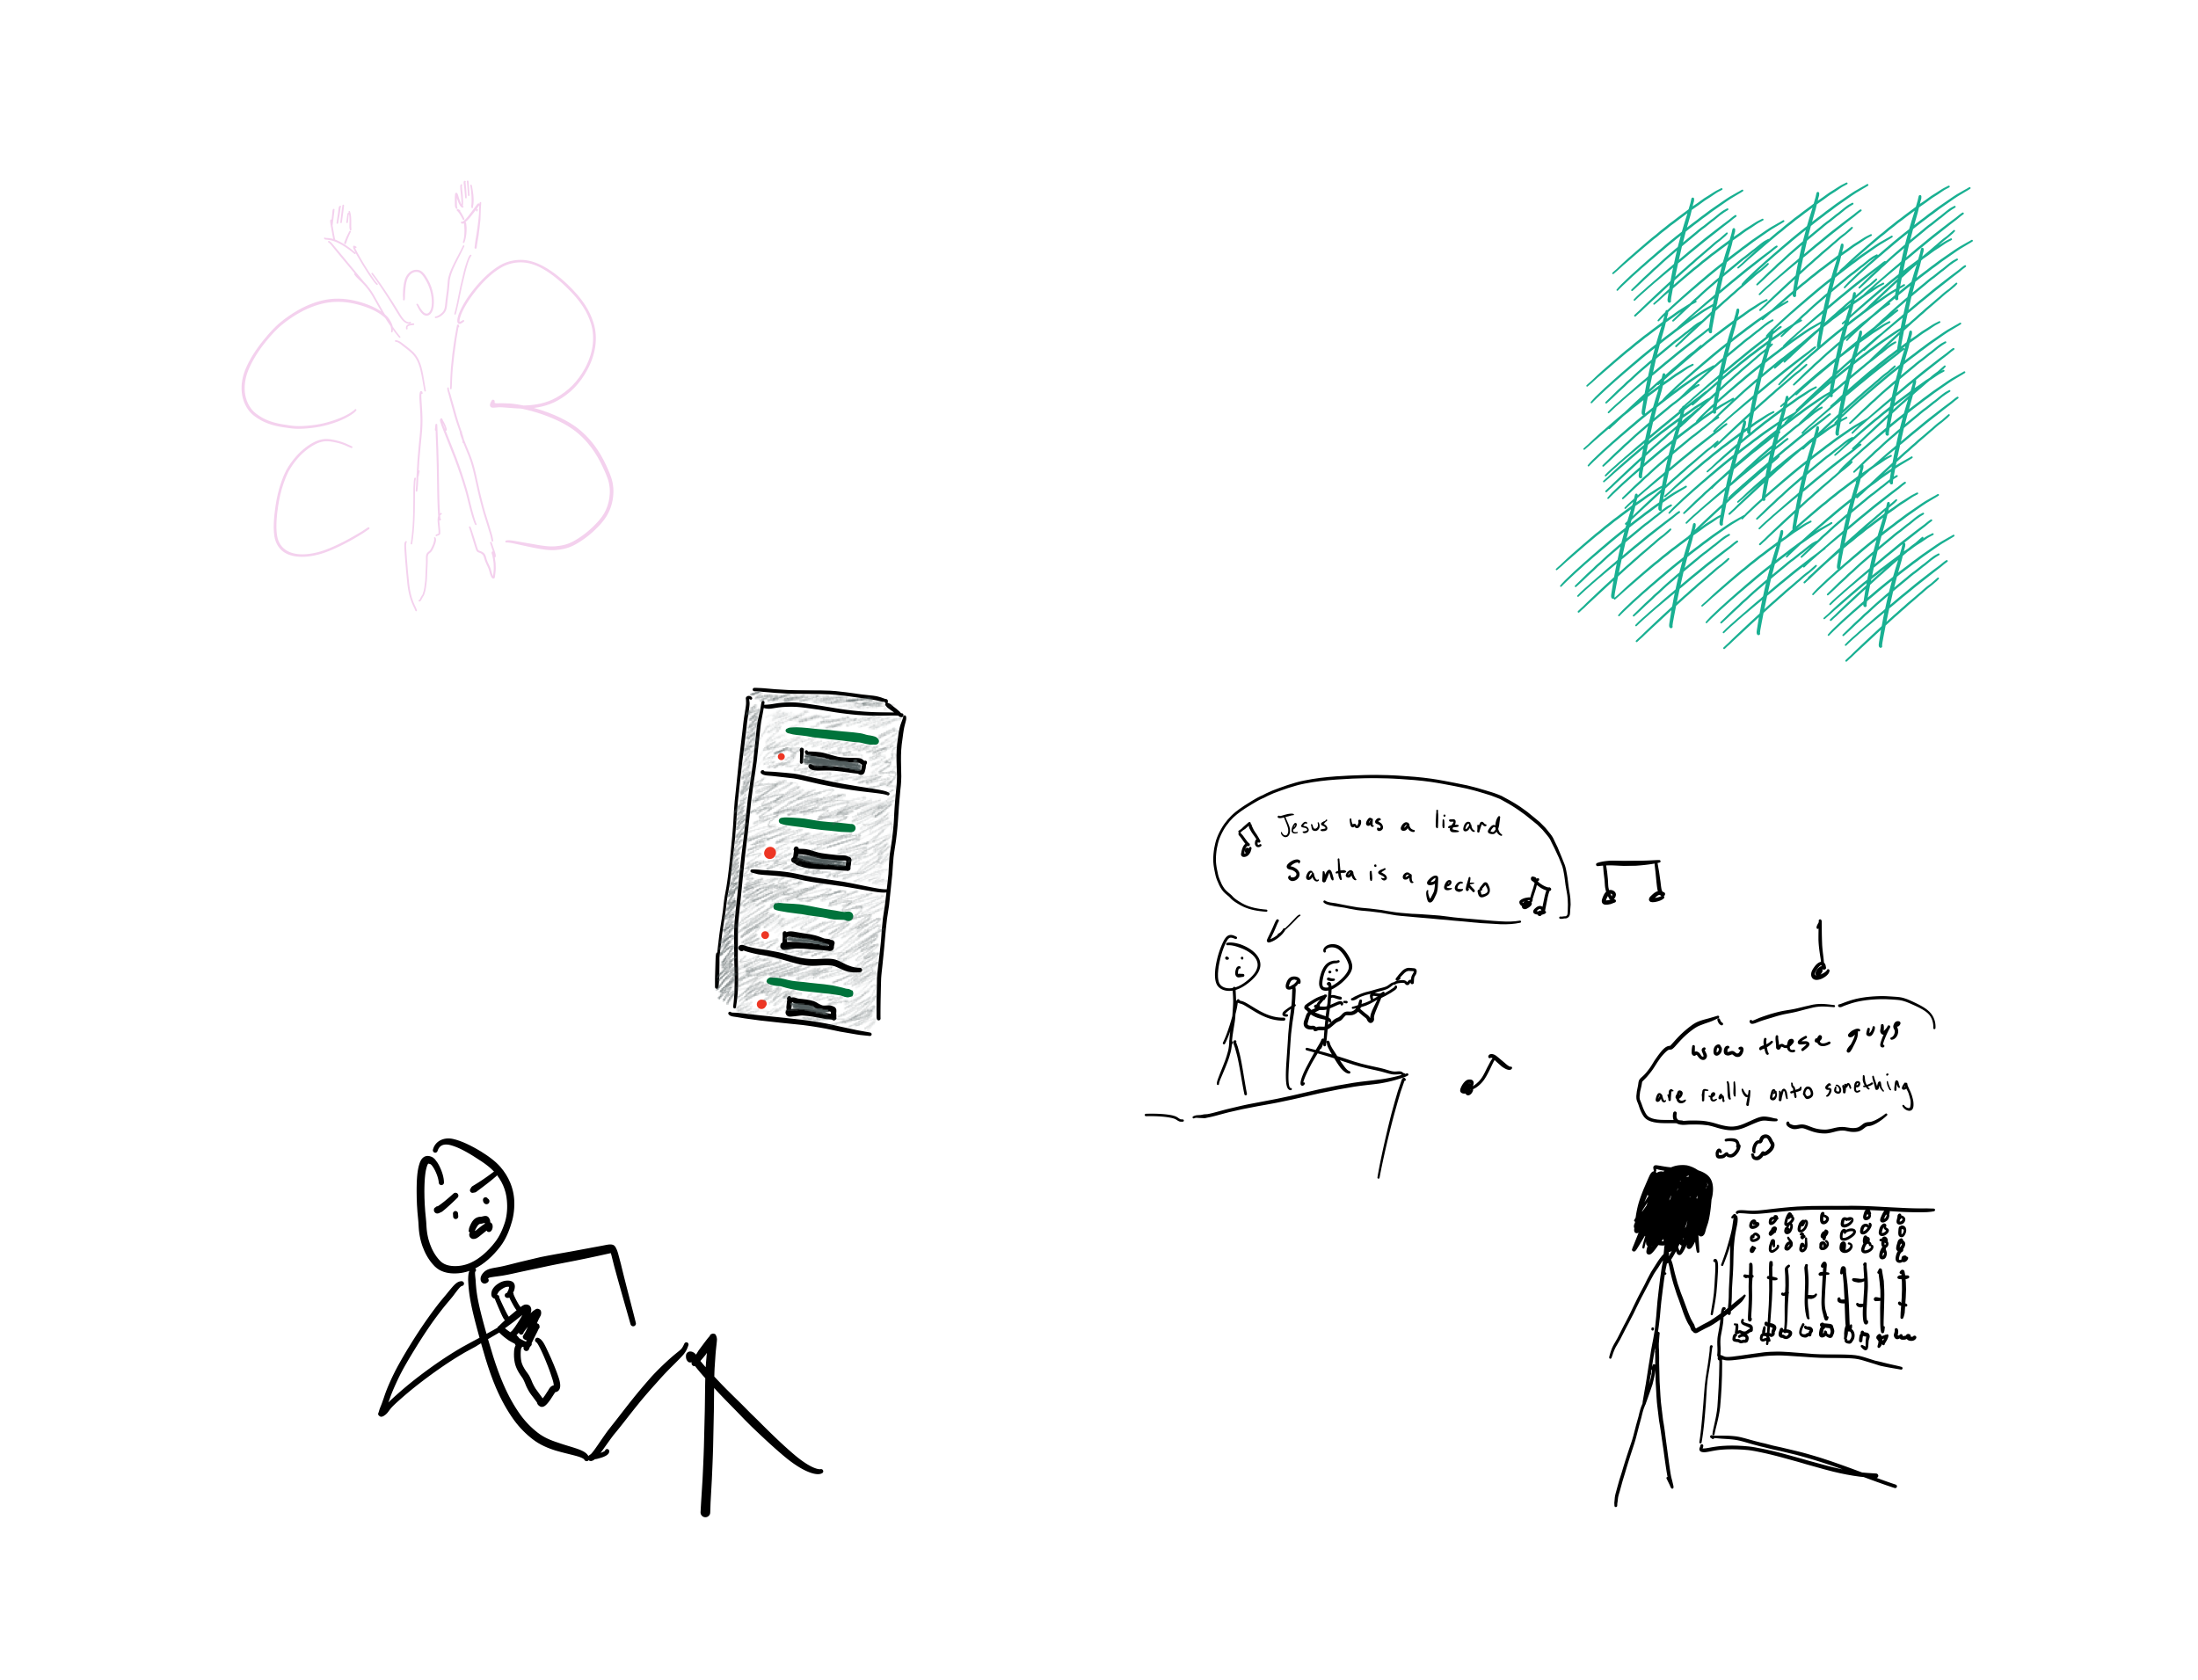 Jesus was a lizard
Santa is a gecko
wow these guys
are really onto something